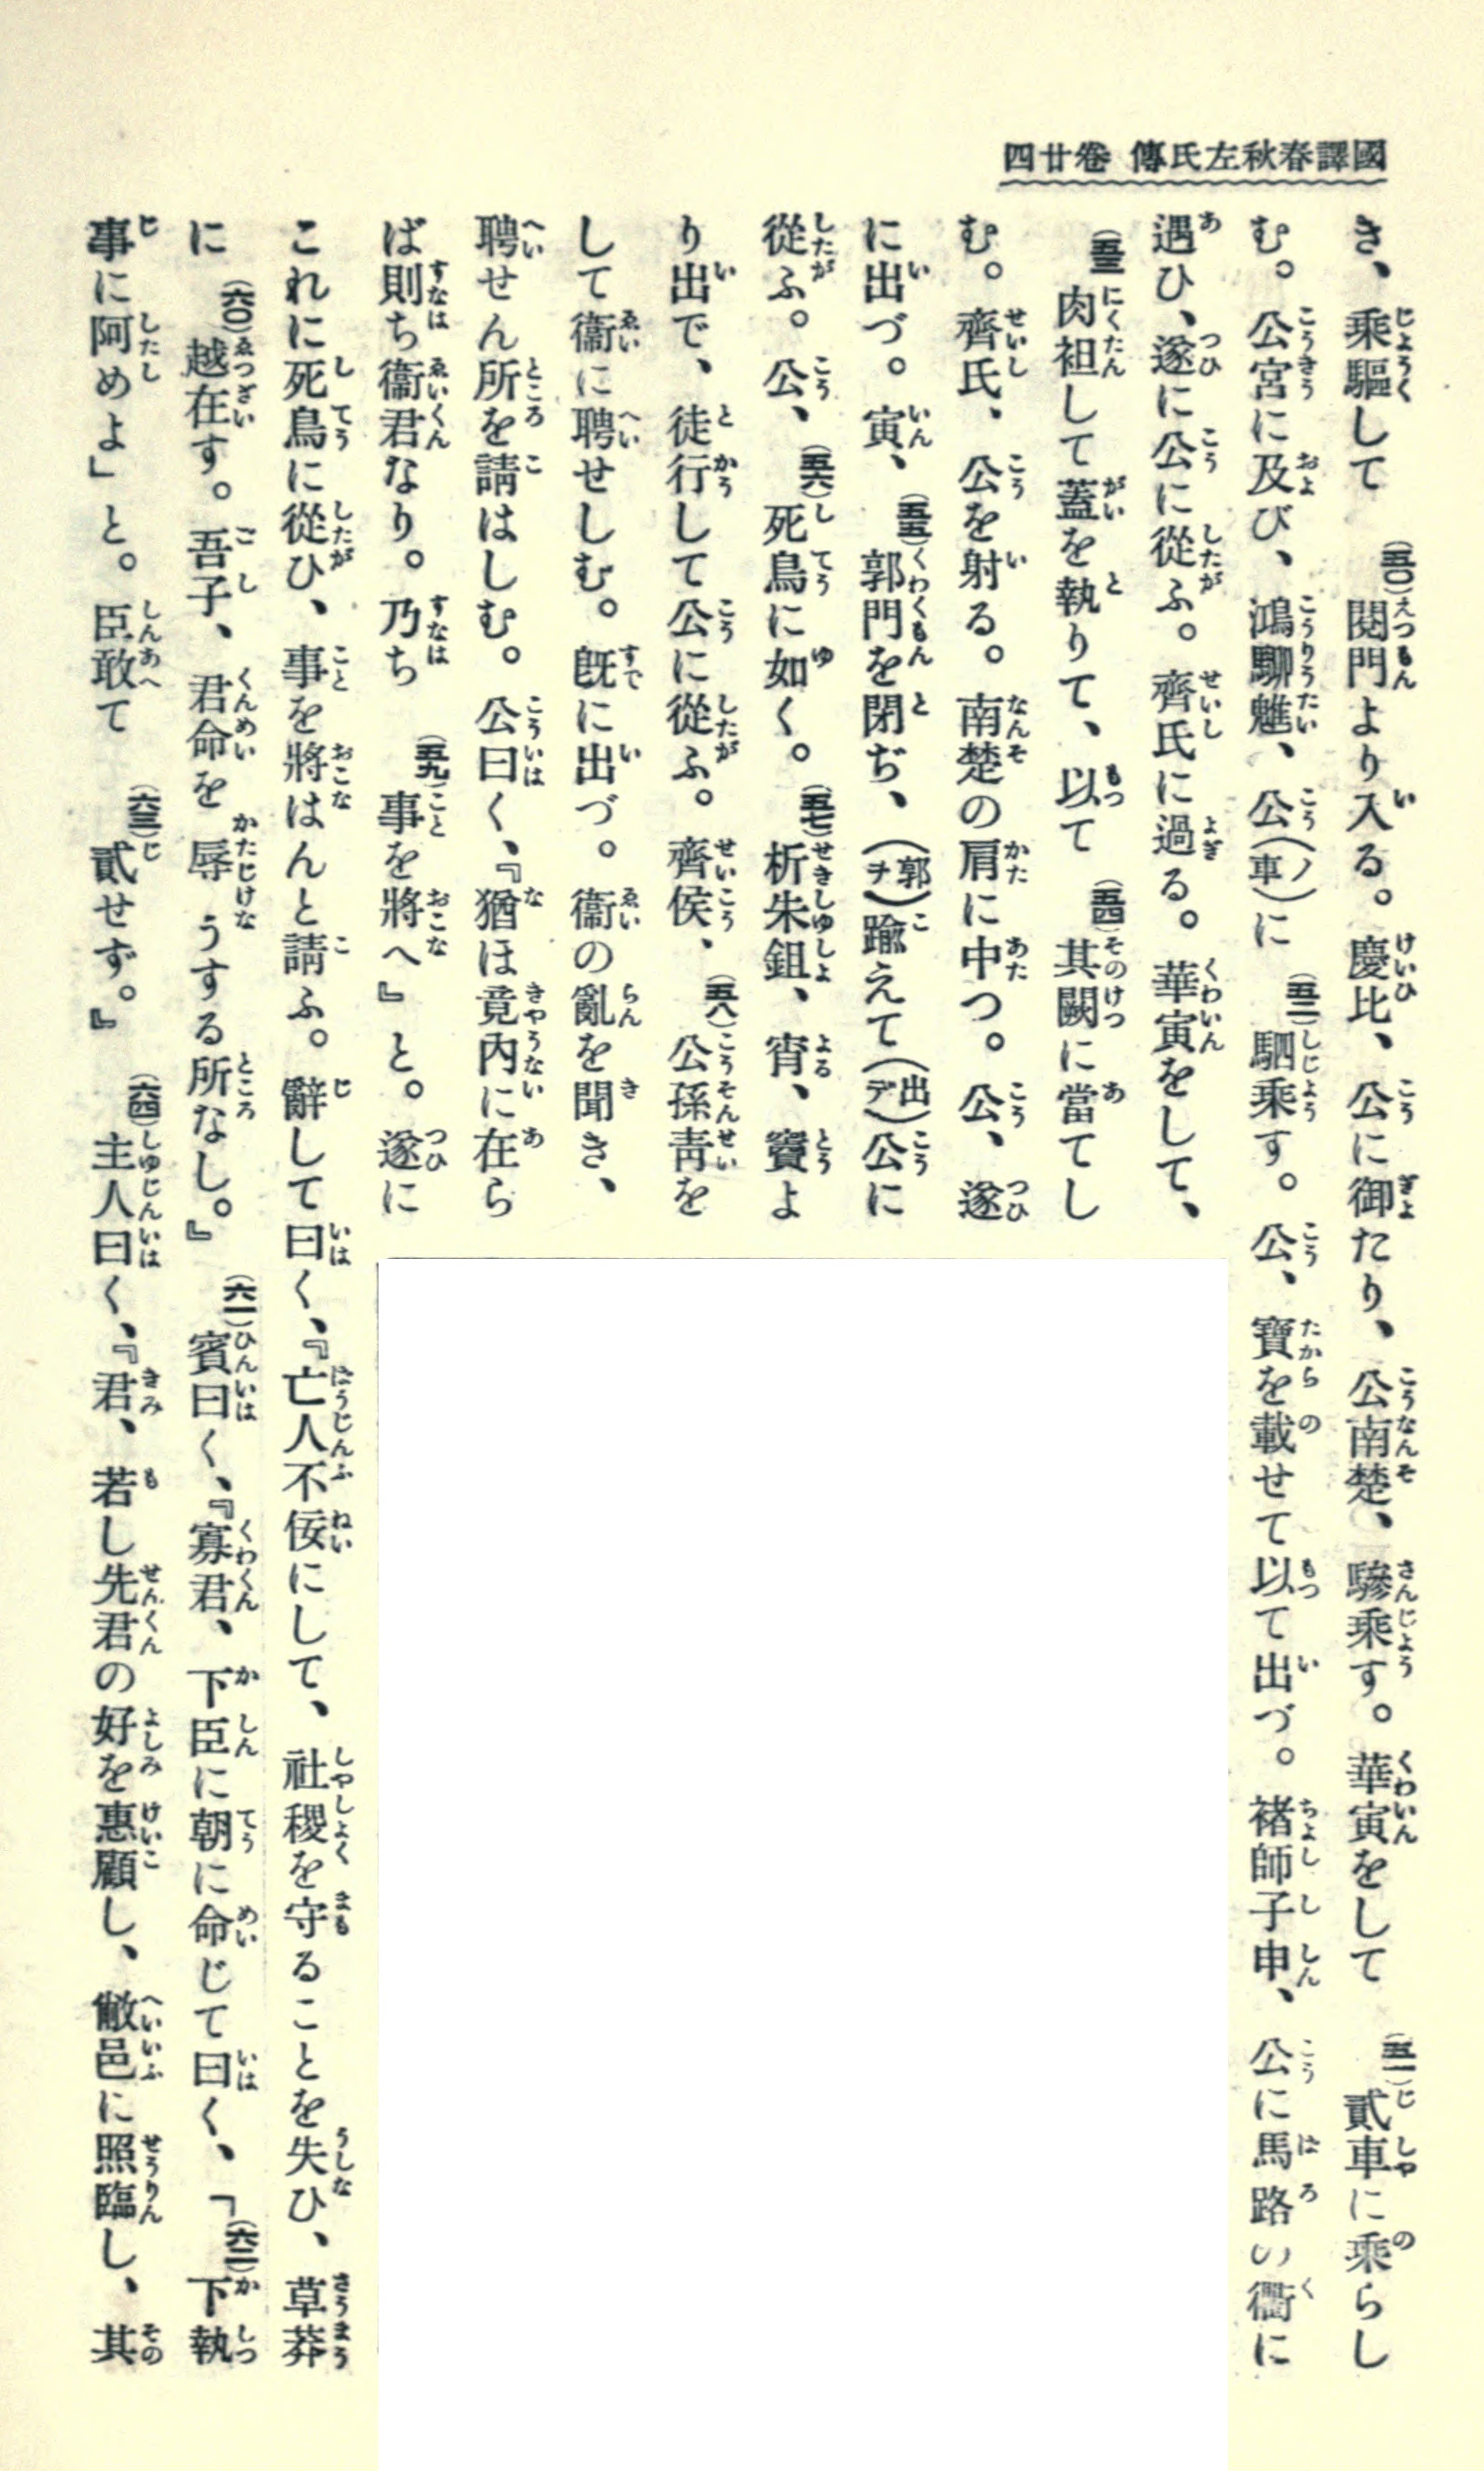 國譯春秋左氏傳 卷廿四
き、乘驅して(五〇)閱門より入る。慶比、公に御たり、公南楚、驂乘す。華寅をして(五一)貳車に乘らし
む。公宮に及び、鴻駵魋、公(ノ車)に(五二)駟乘す。公、寶を載せて以て出づ。褚師子申、公に馬路の衢に
遇ひ、遂に公に從ふ。齊氏に過る。華寅をして、
(五三)肉袒して蓋を執りて、以て(五四)其闕に當てし
む。齊氏、公を射る。南楚の肩に中つ。公、遂
に出づ。寅、(五五)郭門を閉ぢ、(郭ヲ)踰えて(出デ)公に
從ふ。公、(五六)死鳥に如く。(五七)析朱鉏、宵、竇よ
り出で、徒行して公に從ふ。齊侯、(五八)公孫靑を
して衞に聘せしむ。旣に出づ。衞の亂を聞き、
聘せん所を請はしむ。公曰く、『猶ほ竟內に在ら
ば則ち衞君なり。乃ち(五九)事を將へ』と。遂に
これに死鳥に從ひ、事を將はんと請ふ。辭して曰く、『亡人不佞にして、社稷を守ることを失ひ、草莽
に(六〇)越在す。吾子、君命を辱うする所なし。』(六一)賓曰く、『寡君、下臣に朝に命じて曰く、「(六二)下執
事に阿めよ」と。臣敢て(六三)貳せず。』(六四)主人曰く、『君、若し先君の好を惠顧し、敝邑に照臨し、其